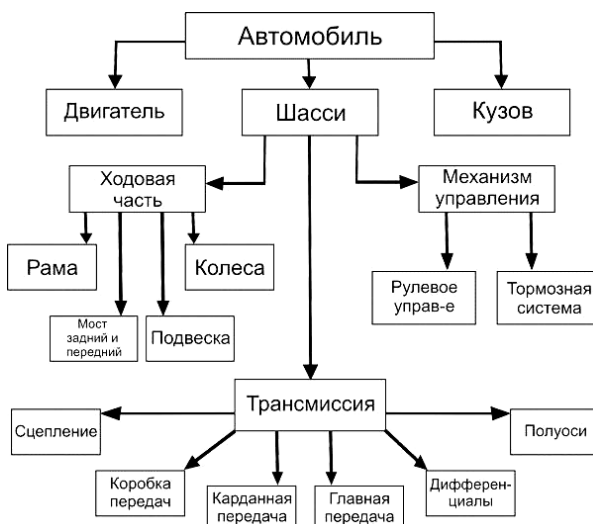 Автомобиль
Двигатель
Шасси
Кузов
Ходовая
часть
Механизм
управления
Рама
Колеса
Рулевое
управ-е
Тормозная
система
Мост
задний и
передний
Подвеска
Трансмиссия
Сцепление
Полуоси
Коробка
передач
Карданная
передача
Главная
передача
Дифферен-
циалы